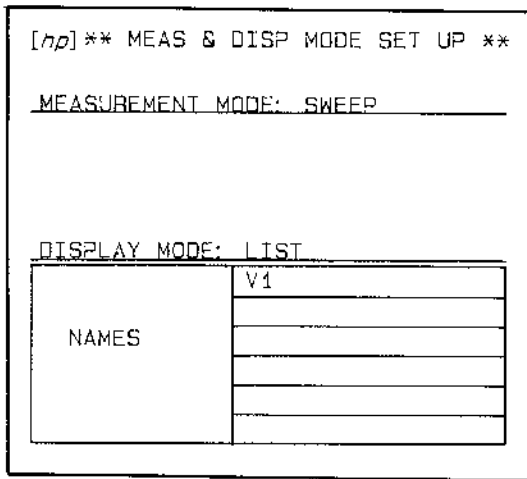 [hp] ** MEAS & DISP MODE SET UP **
MEASUREMENT MODE: SWEEP
DISPLAY MODE: LIST
V1
NAMES